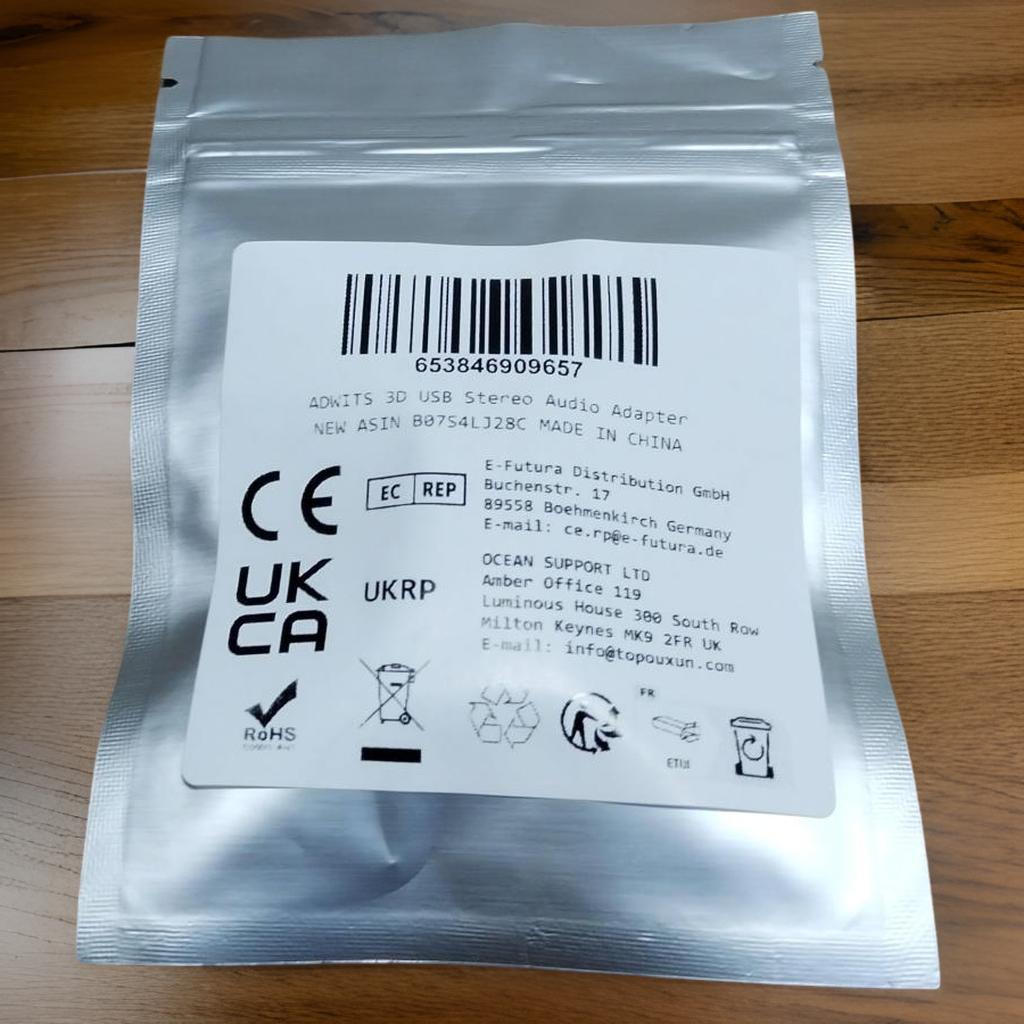 653846909657
ADWITS 3D USB Stereo Audio Adapter
NEW ASIN B07S4LJ28C MADE IN CHINA
CE
EC REP
E-Futura Distribution GmbH
Buchenstr. 17
89558 Boehmenkirch Germany
E-mail: ce.rp@e-futura.de
UK
CA
UKRP
OCEAN SUPPORT LTD
Amber Office 119
Luminous House 300 South Row
Milton Keynes MK9 2FR UK
E-mail: info@topouxun.com
RoHS
FR